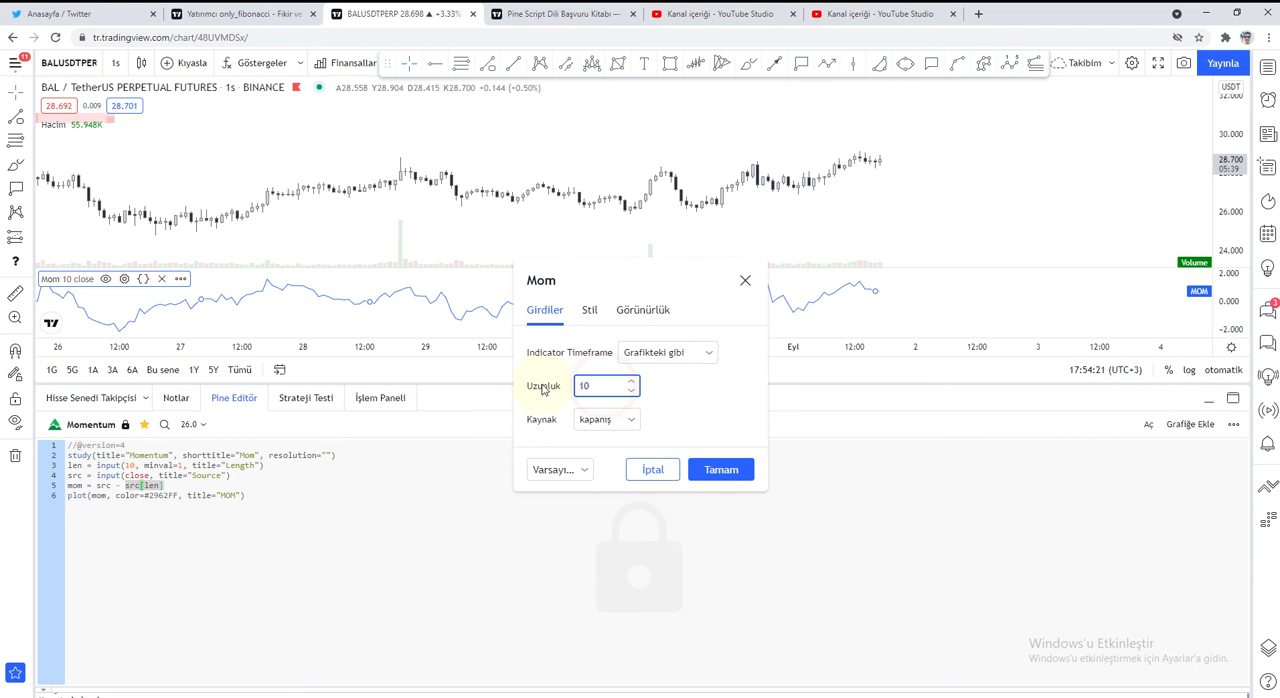 Anasayfa / Twitter
Yatırımcı only_fibonacci - Fikir ve
BALUSDTPERP 28.698 ▲ +3.33%
Pine Script Dili Başvuru Kitabı —
Kanal içeriği - YouTube Studio
Kanal içeriği - YouTube Studio
tr.tradingview.com/chart/48UVMDSx/
11
BALUSDTPER
1s
Kıyasla
Göstergeler
Finansallar
Takibim
Yayınla
BAL / TetherUS PERPETUAL FUTURES · 1s · BINANCE
A28.558 Y28.904 D28.415 K28.700 +0.144 (+0.50%)
USDT
32.000
28.692
0.009
28.701
Hacim 55.948K
30.000
28.700
05:39
26.000
24.000
Volume
Mom 10 close
2.000
MOM
0.000
-2.000
26
12:00
27
12:00
28
12:00
29
12:00
Eyl
12:00
2
12:00
3
12:00
4
1G 5G 1A 3A 6A Bu sene 1Y 5Y Tümü
17:54:21 (UTC+3)
% log otomatik
Mom
Girdiler
Stil
Görünürlük
Indicator Timeframe
Grafikteki gibi
Uzunluk
10
Kaynak
kapanış
Varsayı...
İptal
Tamam
Hisse Senedi Takipçisi
Notlar
Pine Editör
Strateji Testi
İşlem Paneli
Momentum
26.0
Aç
Grafiğe Ekle
1 //@version=4
2 study(title="Momentum", shorttitle="Mom", resolution="")
3 len = input(10, minval=1, title="Length")
4 src = input(close, title="Source")
5 mom = src - src[len]
6 plot(mom, color=#2962FF, title="MOM")
3
Windows'u Etkinleştir
Windows'u etkinleştirmek için Ayarlar'a gidin.